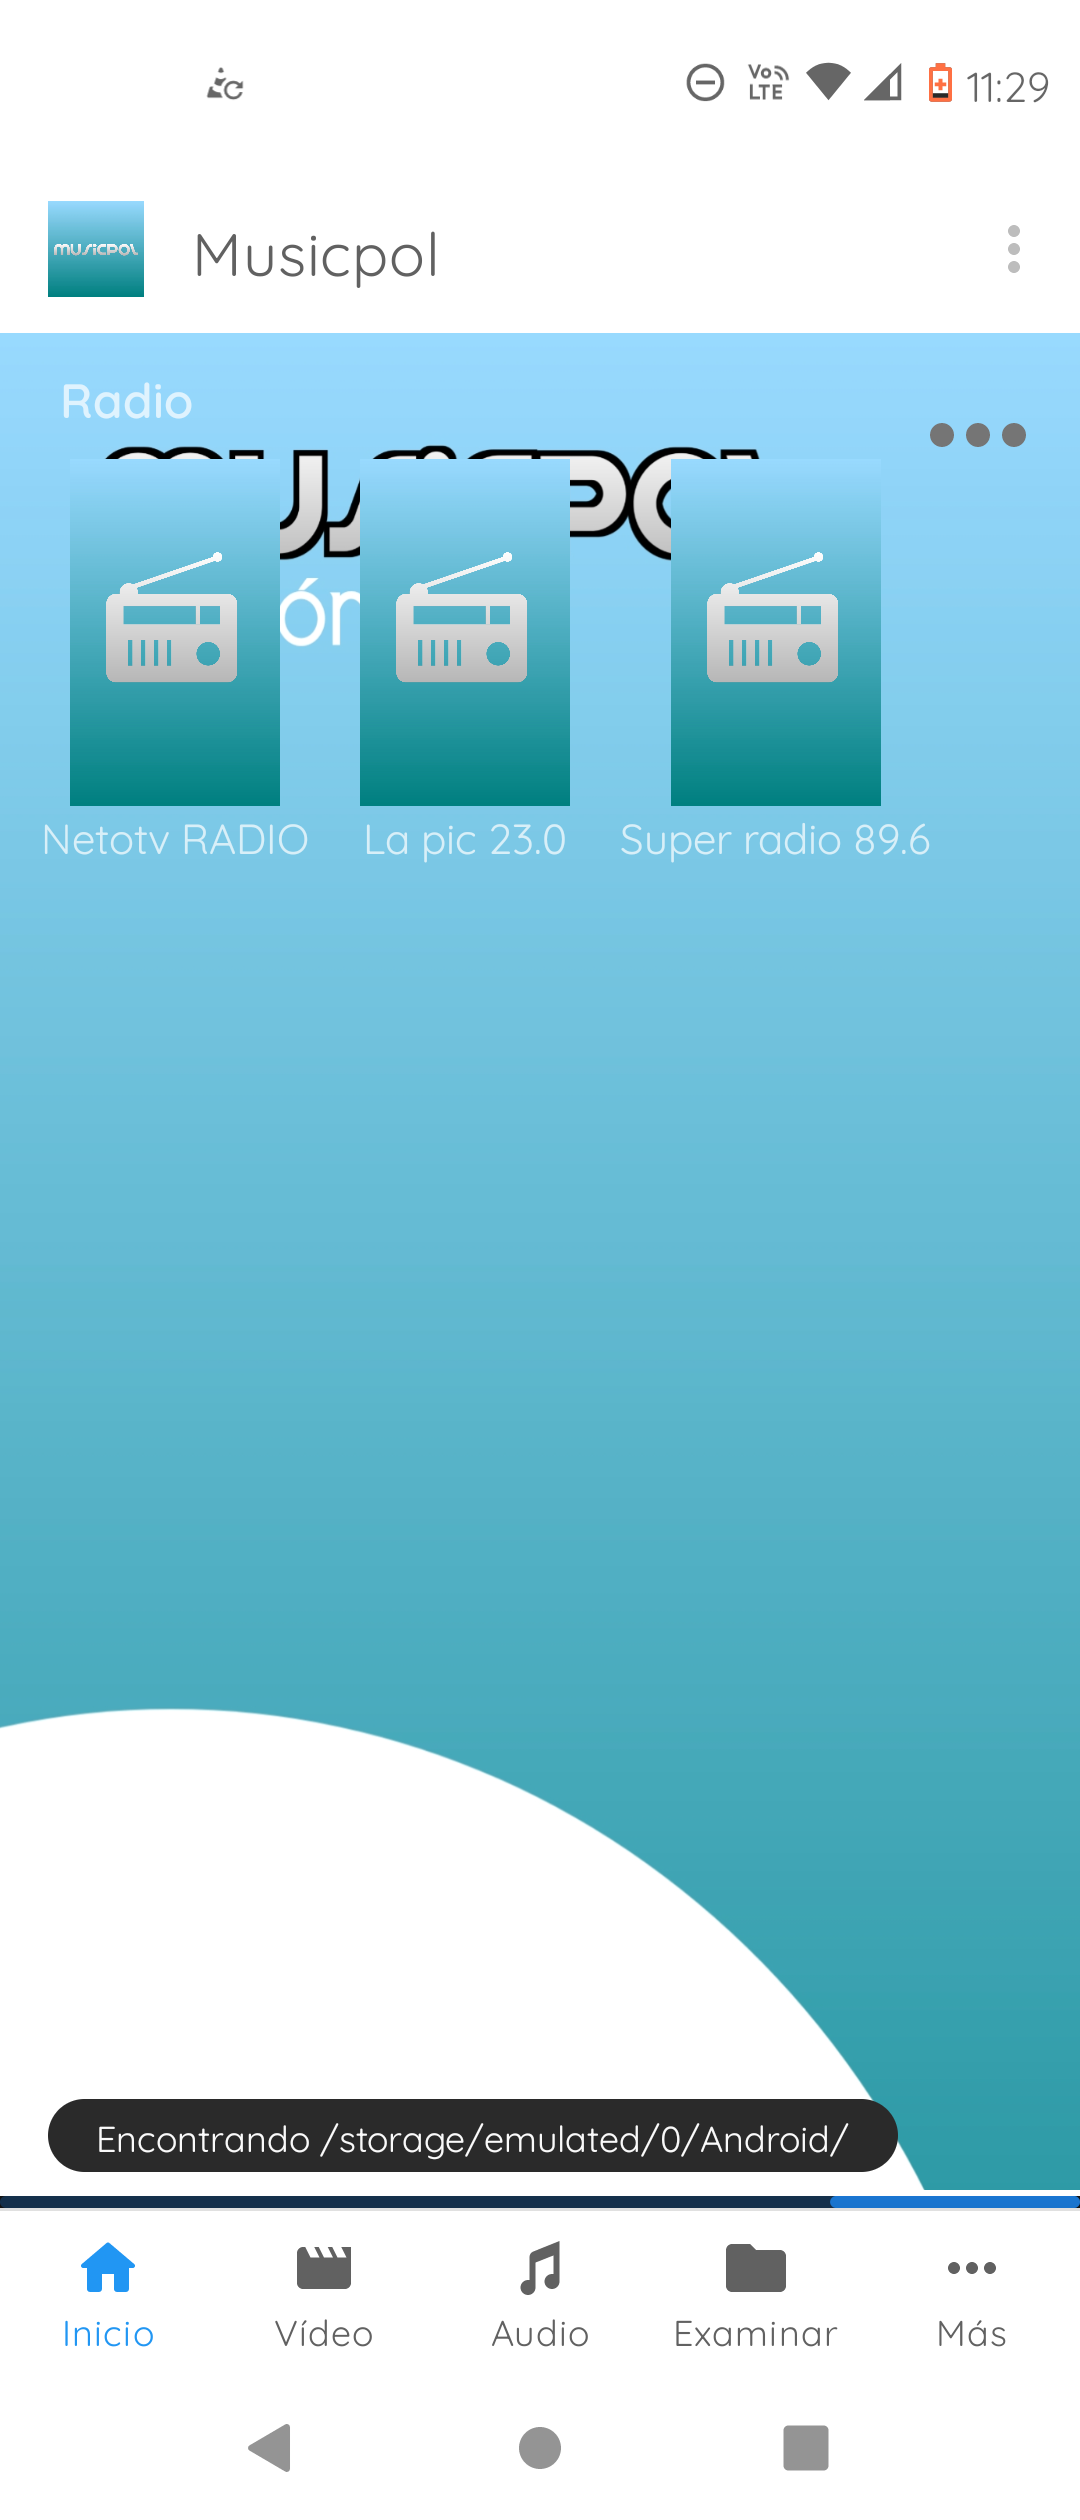 Vo LTE 11:29
MUSICPOL Musicpol
Radio
Netotv RADIO La pic 23.0 Super radio 89.6
Encontrando /storage/emulated/0/Android/
Inicio Vídeo Audio Examinar Más